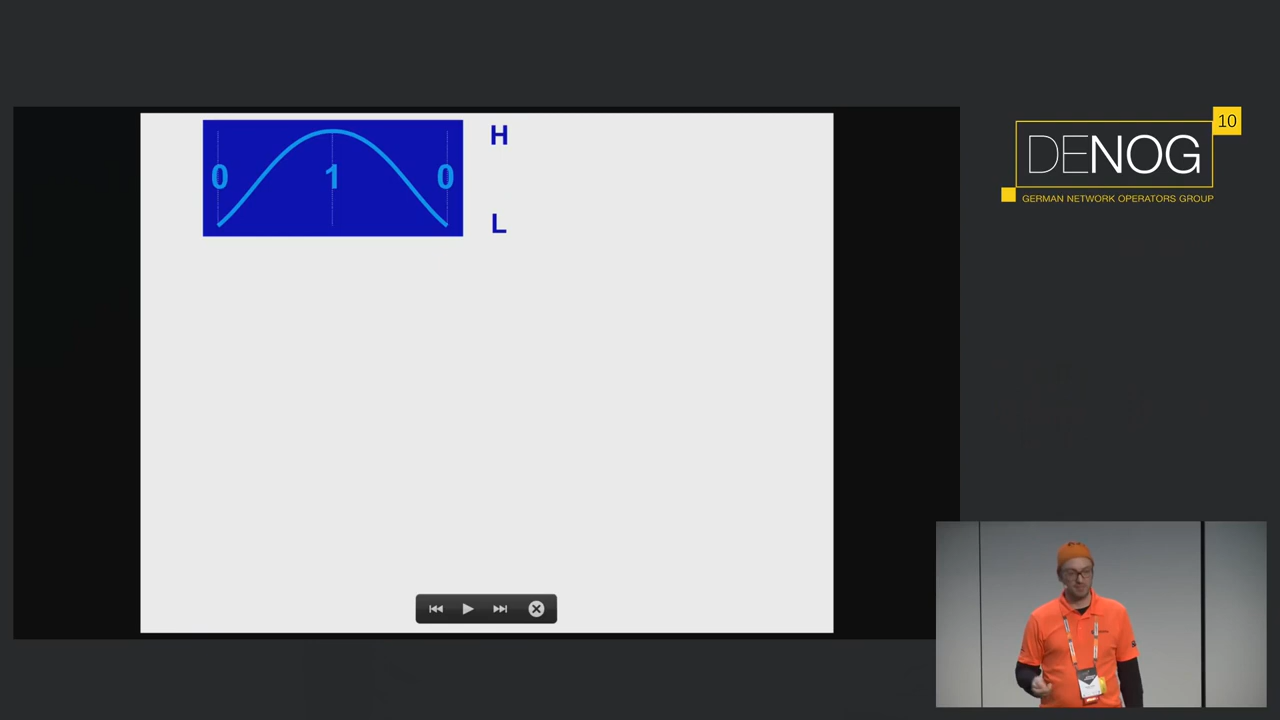 0 1 0
H
L
10
DENOG
GERMAN NETWORK OPERATORS GROUP